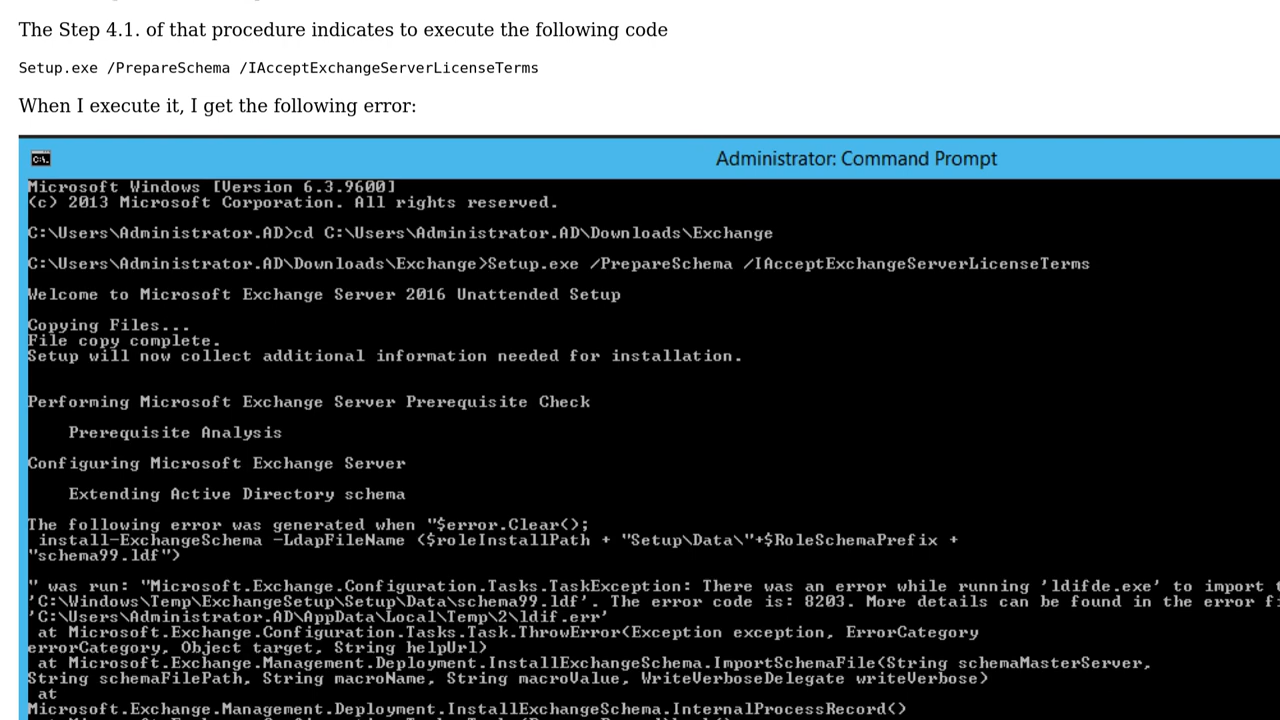 The Step 4.1. of that procedure indicates to execute the following code
Setup.exe /PrepareSchema /IAcceptExchangeServerLicenseTerms
When I execute it, I get the following error:
Administrator: Command Prompt
Microsoft Windows [Version 6.3.9600]
(c) 2013 Microsoft Corporation. All rights reserved.
C:\Users\Administrator.AD>cd C:\Users\Administrator.AD\Downloads\Exchange
C:\Users\Administrator.AD\Downloads\Exchange>Setup.exe /PrepareSchema /IAcceptExchangeServerLicenseTerms
Welcome to Microsoft Exchange Server 2016 Unattended Setup
Copying Files...
File copy complete.
Setup will now collect additional information needed for installation.
Performing Microsoft Exchange Server Prerequisite Check
Prerequisite Analysis
Configuring Microsoft Exchange Server
Extending Active Directory schema
The following error was generated when "$error.Clear();
install-ExchangeSchema -LdapFileName ($roleInstallPath + "Setup\Data\"+$RoleSchemaPrefix +
"schema99.ldf")
" was run: "Microsoft.Exchange.Configuration.Tasks.TaskException: There was an error while running 'ldifde.exe' to import
'C:\Windows\Temp\ExchangeSetup\Setup\Data\schema99.ldf'. The error code is: 8203. More details can be found in the error
'C:\Users\Administrator.AD\AppData\Local\Temp\2\ldif.err'
at Microsoft.Exchange.Configuration.Tasks.Task.ThrowError(Exception exception, ErrorCategory
errorCategory, Object target, String helpUrl)
at Microsoft.Exchange.Management.Deployment.InstallExchangeSchema.ImportSchemaFile(String schemaMasterServer,
String schemaFilePath, String macroName, String macroValue, WriteVerboseDelegate writeVerbose)
at
Microsoft.Exchange.Management.Deployment.InstallExchangeSchema.InternalProcessRecord()